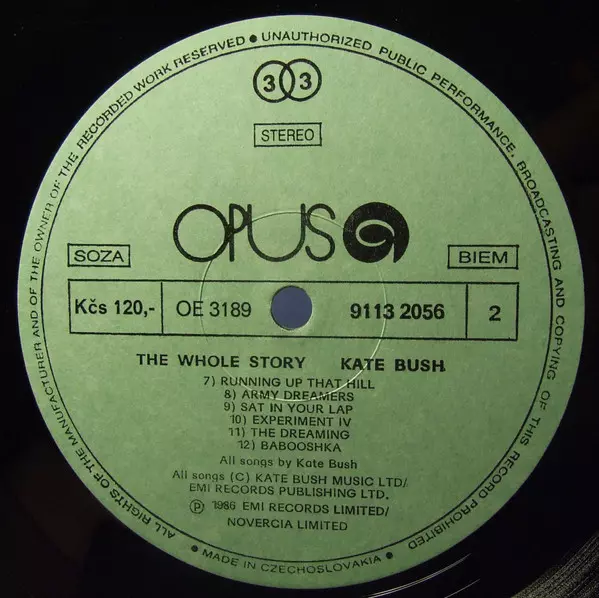 ALL RIGHTS OF THE MANUFACTURER AND OF THE OWNER OF THE RECORDED WORK RESERVED ● UNAUTHORIZED PUBLIC PERFORMANCE, BROADCASTING AND COPYING OF THIS RECORD PROHIBITED
33
STEREO
OPUS
SOZA
BIEM
Kčs 120,- OE 3189 9113 2056 2
THE WHOLE STORY KATE BUSH
7) RUNNING UP THAT HILL
8) ARMY DREAMERS
9) SAT IN YOUR LAP
10) EXPERIMENT IV
11) THE DREAMING
12) BABOOSHKA
All songs by Kate Bush
All songs (C) KATE BUSH MUSIC LTD/
EMI RECORDS PUBLISHING LTD.
Ⓟ 1986 EMI RECORDS LIMITED/
NOVERCIA LIMITED
● MADE IN CZECHOSLOVAKIA ●